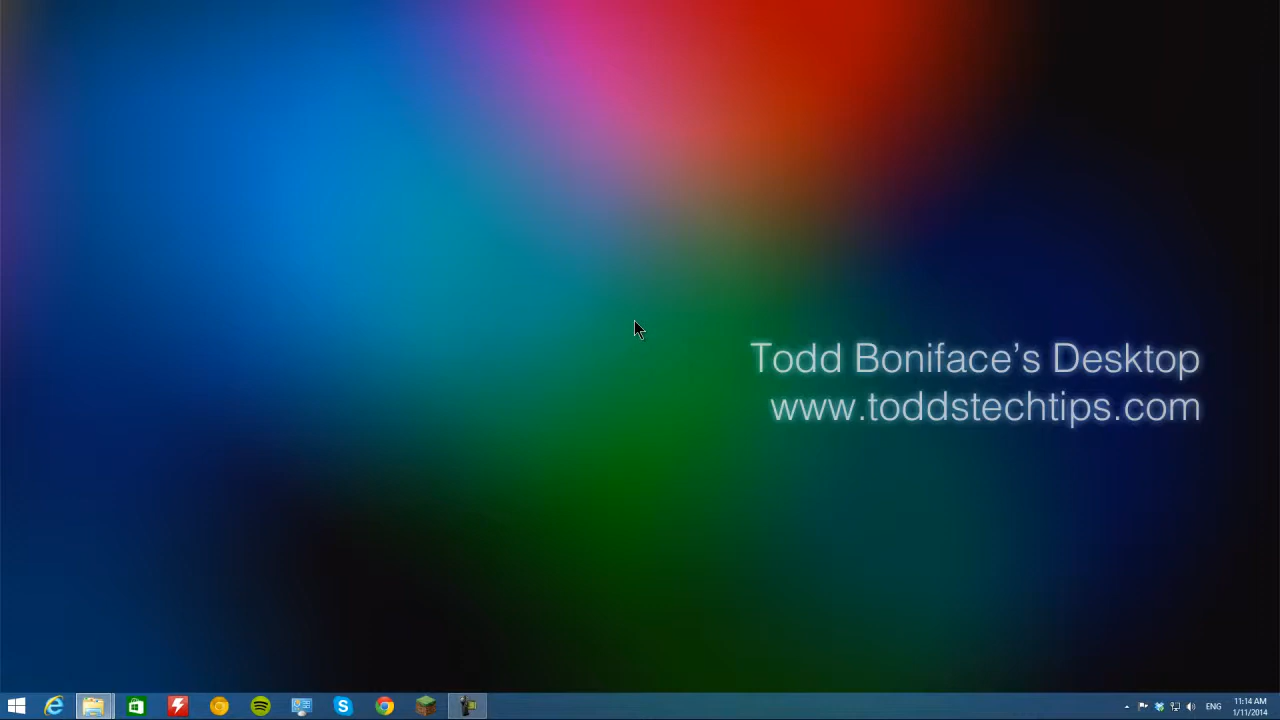 Todd Boniface’s Desktop
www.toddstechtips.com
ENG
11:14 AM
1/11/2014